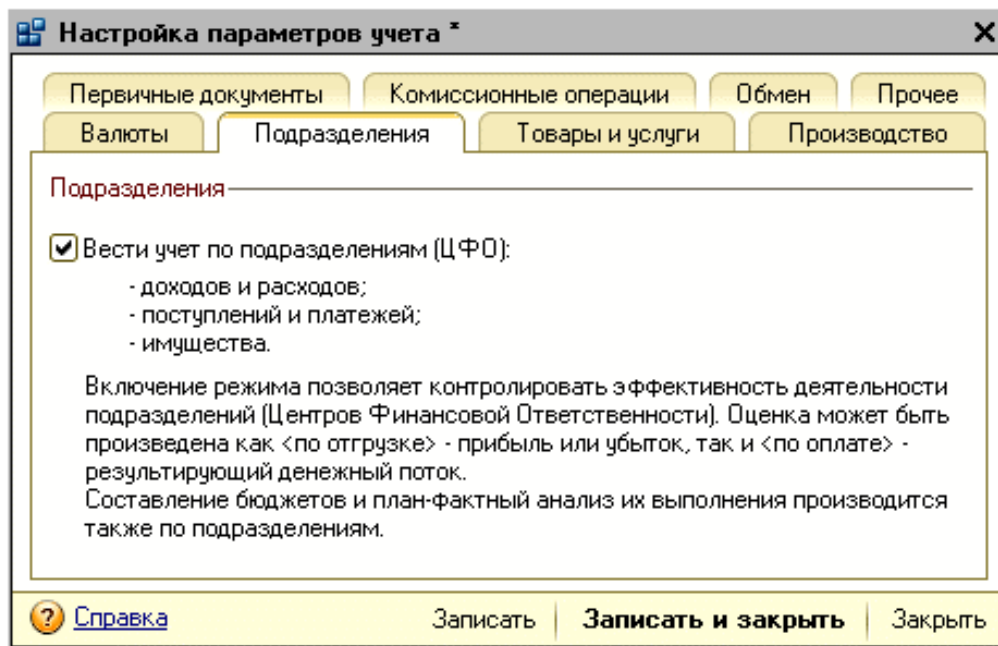 Настройка параметров учета *
Первичные документы Комиссионные операции Обмен Прочее
Валюты Подразделения Товары и услуги Производство
Подразделения
Вести учет по подразделениям (ЦФО):
- доходов и расходов;
- поступлений и платежей;
- имущества.
Включение режима позволяет контролировать эффективность деятельности
подразделений (Центров Финансовой Ответственности). Оценка может быть
произведена как <по отгрузке> - прибыль или убыток, так и <по оплате> -
результирующий денежный поток.
Составление бюджетов и план-фактный анализ их выполнения производится
также по подразделениям.
? Справка Записать Записать и закрыть Закрыть